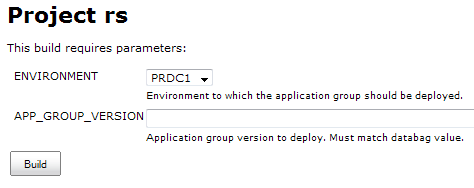 Project rs
This build requires parameters:
ENVIRONMENT PRDC1
Environment to which the application group should be deployed.
APP_GROUP_VERSION
Application group version to deploy. Must match databag value.
Build